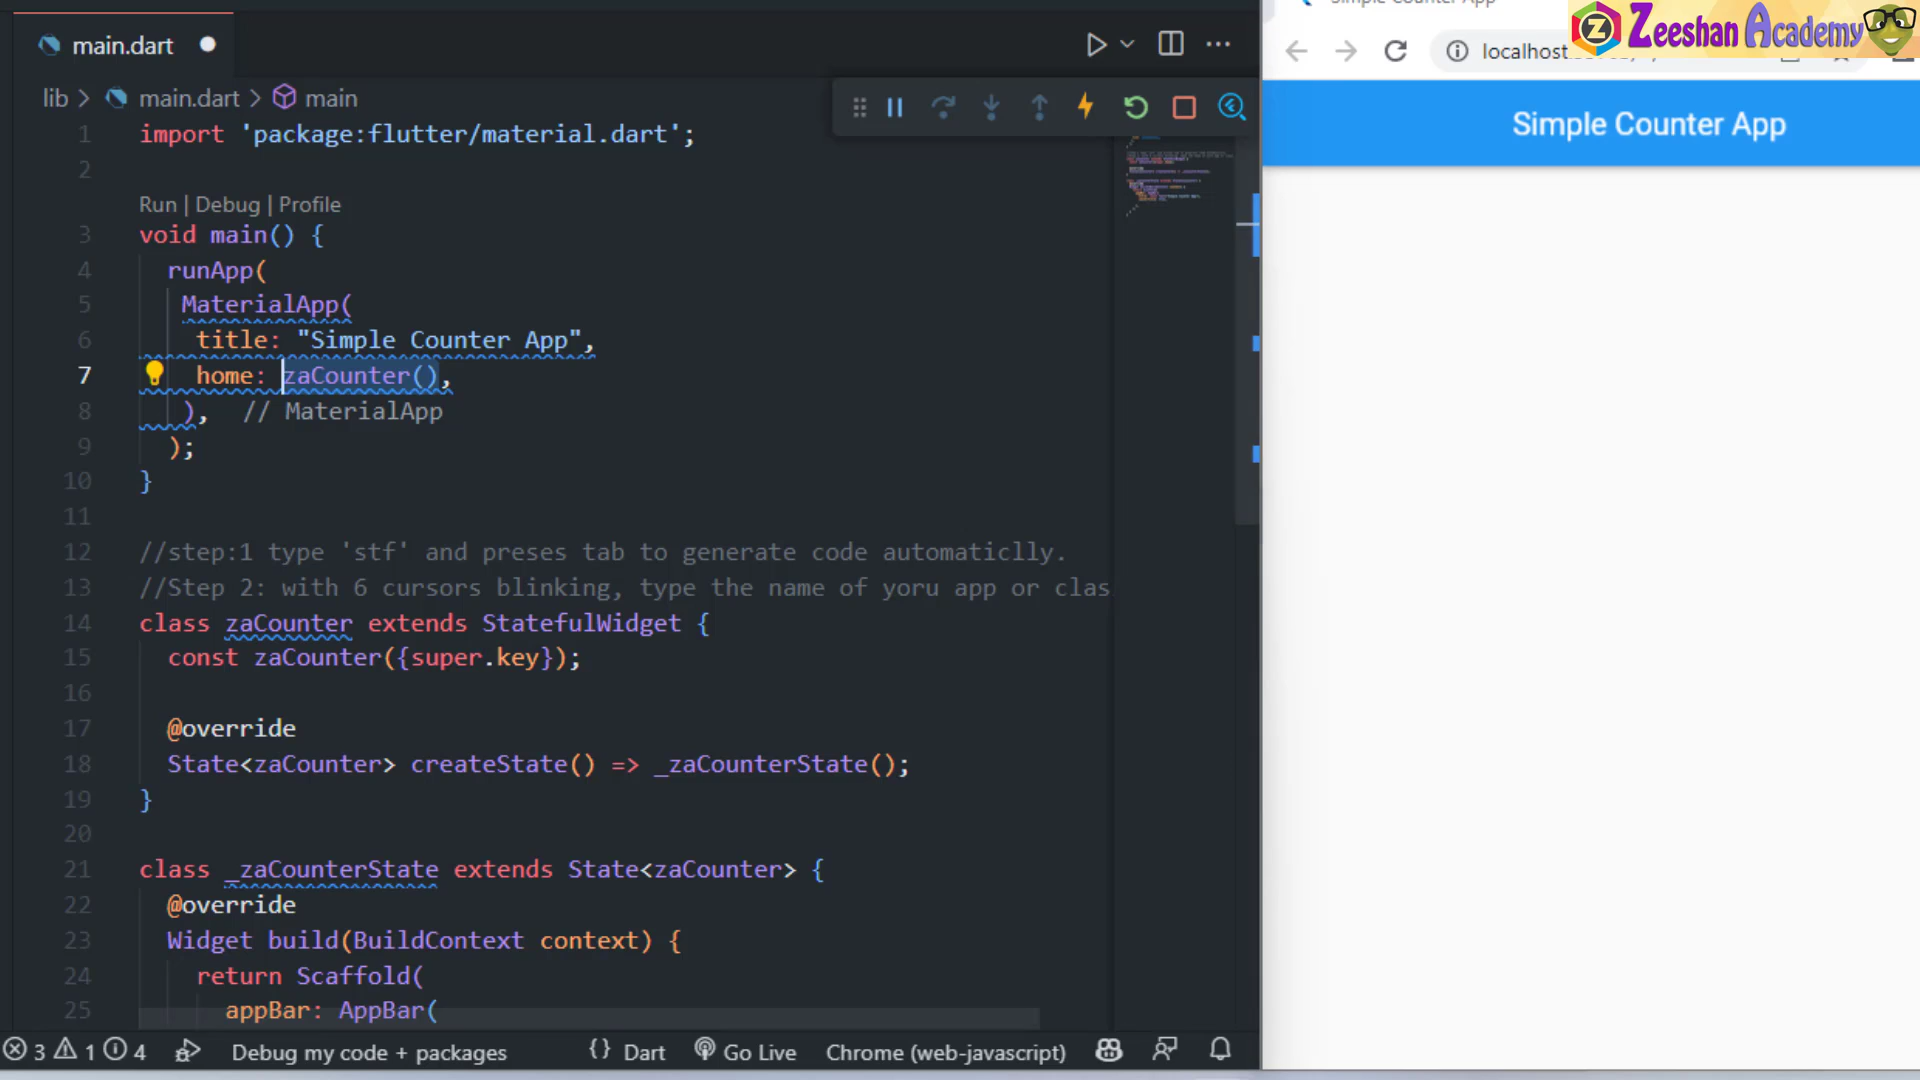 main.dart
lib > main.dart > main
1 import 'package:flutter/material.dart';
2
Run | Debug | Profile
3 void main() {
4 runApp(
5 MaterialApp(
6 title: "Simple Counter App",
7 home: zaCounter(),
8 ), // MaterialApp
9 );
10 }
11
12 //step:1 type 'stf' and preses tab to generate code automaticlly.
13 //Step 2: with 6 cursors blinking, type the name of yoru app or clas
14 class zaCounter extends StatefulWidget {
15 const zaCounter({super.key});
16
17 @override
18 State<zaCounter> createState() => _zaCounterState();
19 }
20
21 class _zaCounterState extends State<zaCounter> {
22 @override
23 Widget build(BuildContext context) {
24 return Scaffold(
25 appBar: AppBar(
3 1 4 Debug my code + packages {} Dart Go Live Chrome (web-javascript)
Simple Counter App
Z Zeeshan Academy
localhost
Simple Counter App